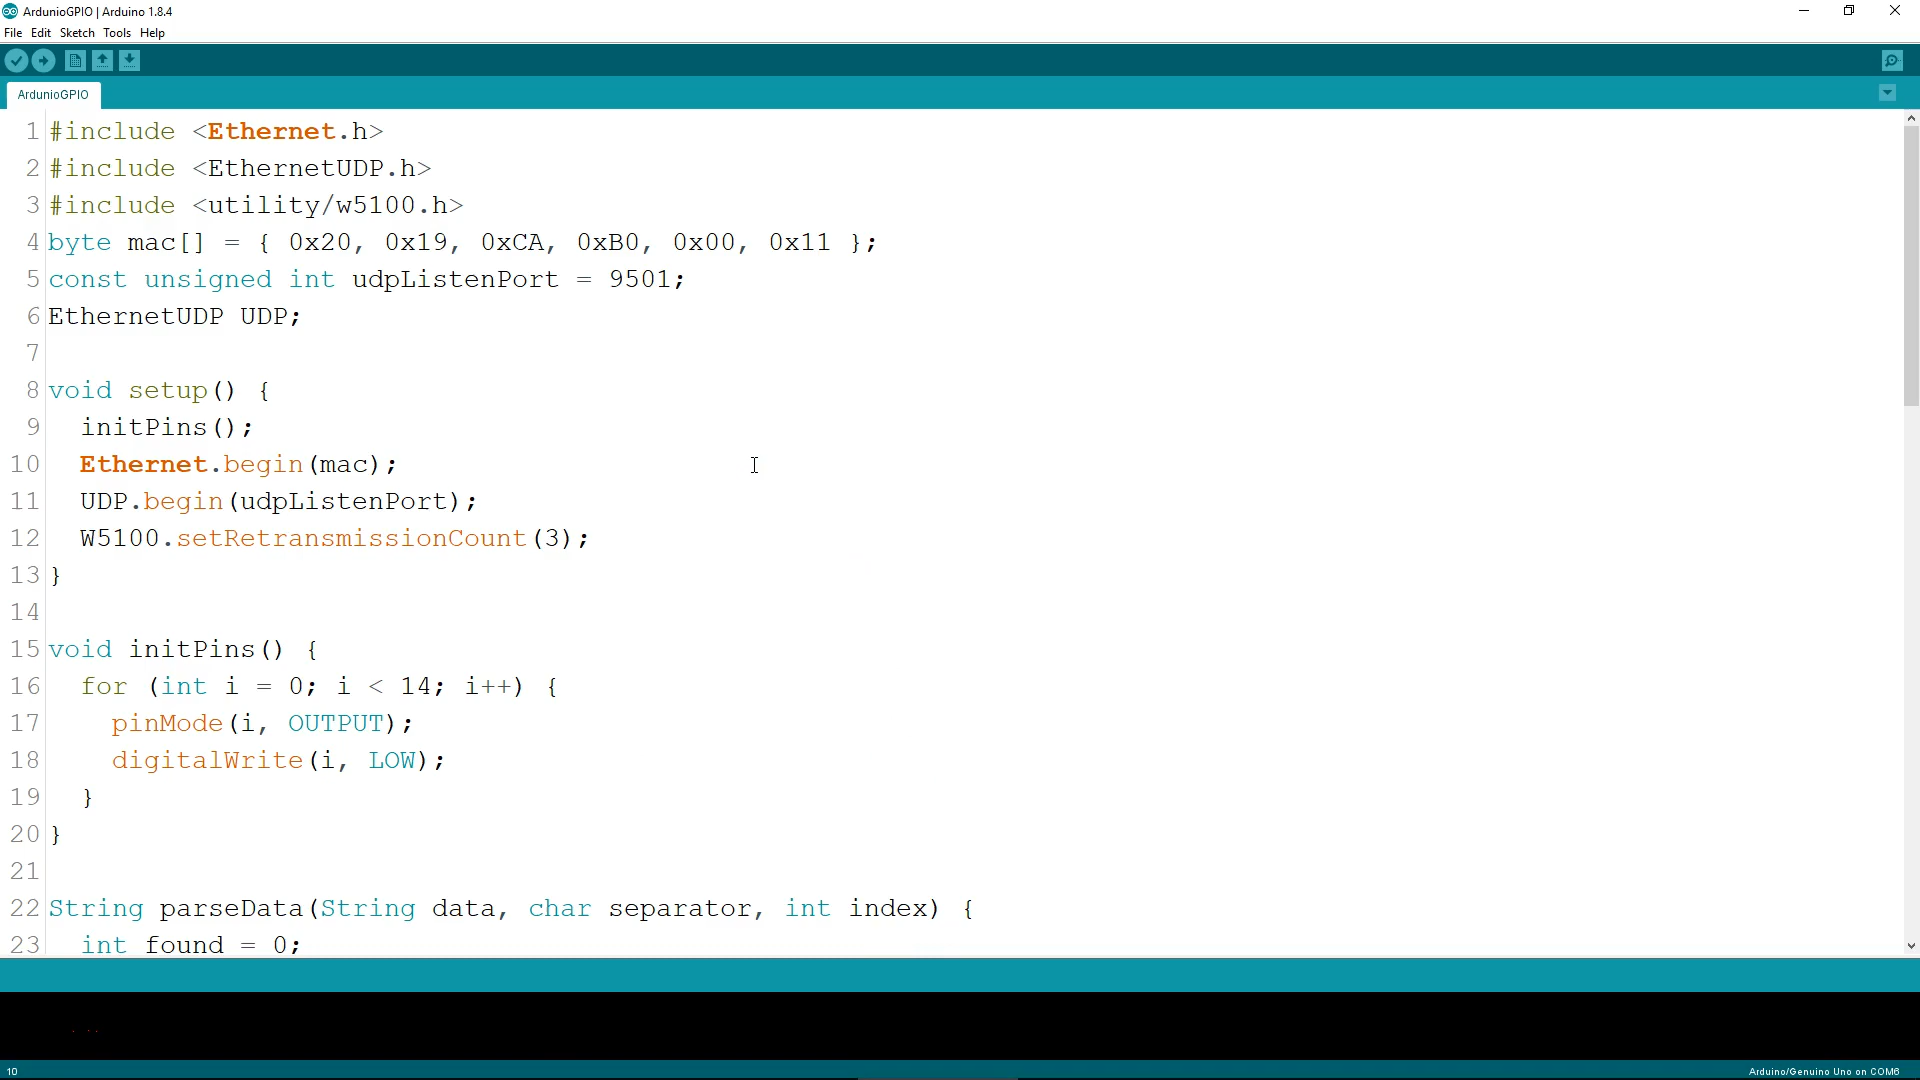 ArdunioGPIO | Arduino 1.8.4
File Edit Sketch Tools Help
ArdunioGPIO
1 #include <Ethernet.h>
2 #include <EthernetUDP.h>
3 #include <utility/w5100.h>
4 byte mac[] = { 0x20, 0x19, 0xCA, 0xB0, 0x00, 0x11 };
5 const unsigned int udpListenPort = 9501;
6 EthernetUDP UDP;
7
8 void setup() {
9   initPins();
10   Ethernet.begin(mac);
11   UDP.begin(udpListenPort);
12   W5100.setRetransmissionCount(3);
13 }
14
15 void initPins() {
16   for (int i = 0; i < 14; i++) {
17     pinMode(i, OUTPUT);
18     digitalWrite(i, LOW);
19   }
20 }
21
22 String parseData(String data, char separator, int index) {
23   int found = 0;
10 Arduino/Genuino Uno on COM6